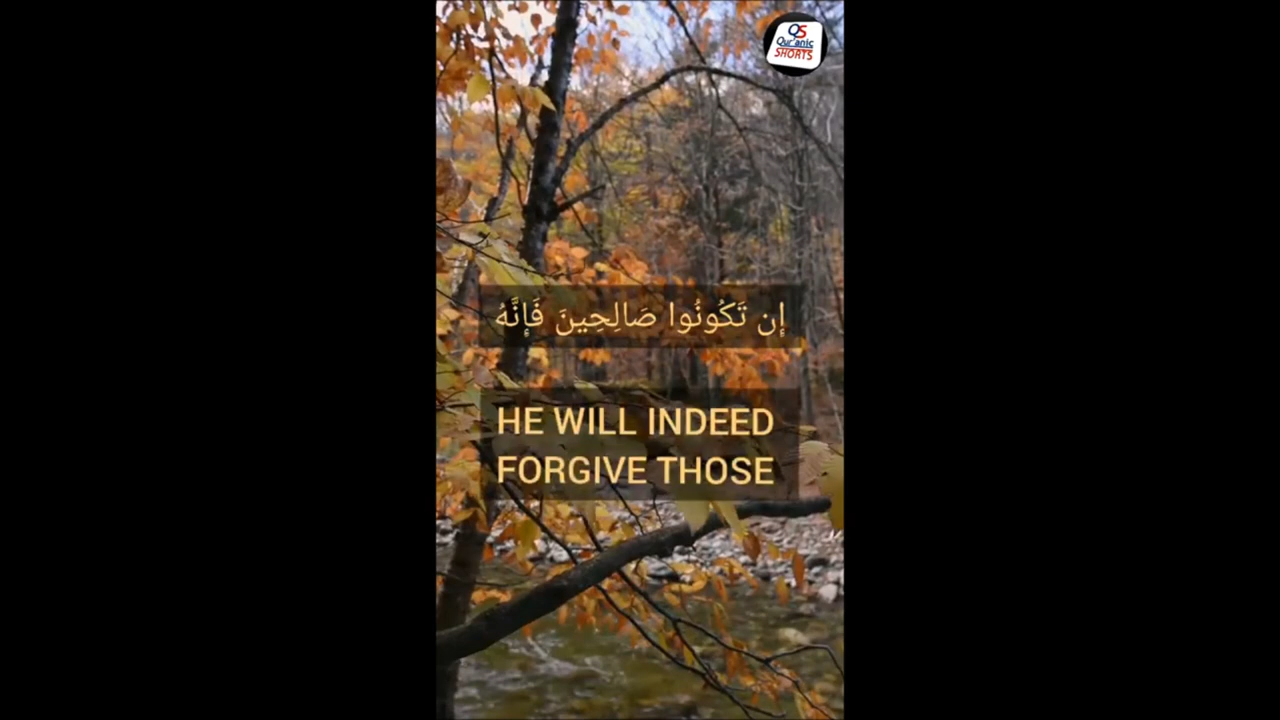 QS
Qur'anic
SHORTS
إِن تَكُونُوا صَالِحِينَ فَإِنَّهُ
HE WILL INDEED
FORGIVE THOSE